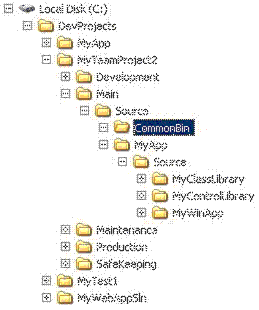 Local Disk (C:)
DevProjects
MyApp
MyTeamProject2
Development
Main
Source
CommonBin
MyApp
Source
MyClassLibrary
MyControlLibrary
MyWinApp
Maintenance
Production
SafeKeeping
MyTest1
MyWebAppSln